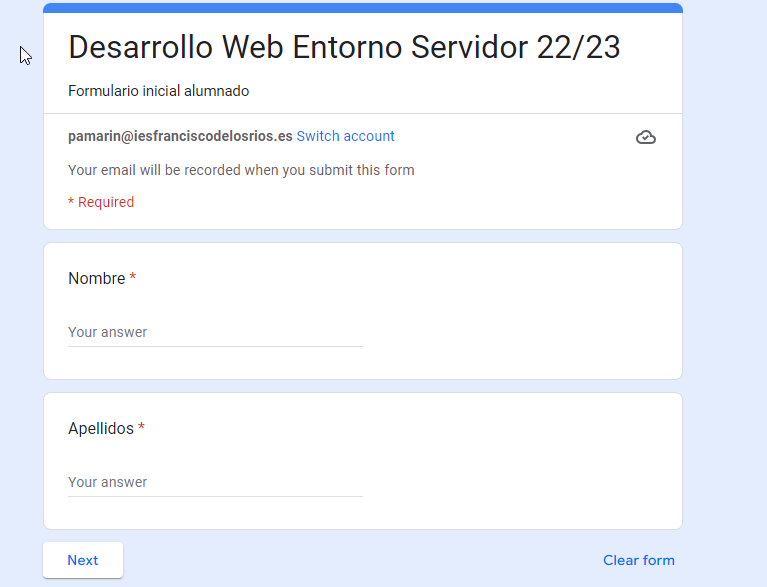 Desarrollo Web Entorno Servidor 22/23
Formulario inicial alumnado
pamarin@iesfranciscodelosrios.es Switch account
Your email will be recorded when you submit this form
* Required
Nombre *
Your answer
Apellidos *
Your answer
Next Clear form